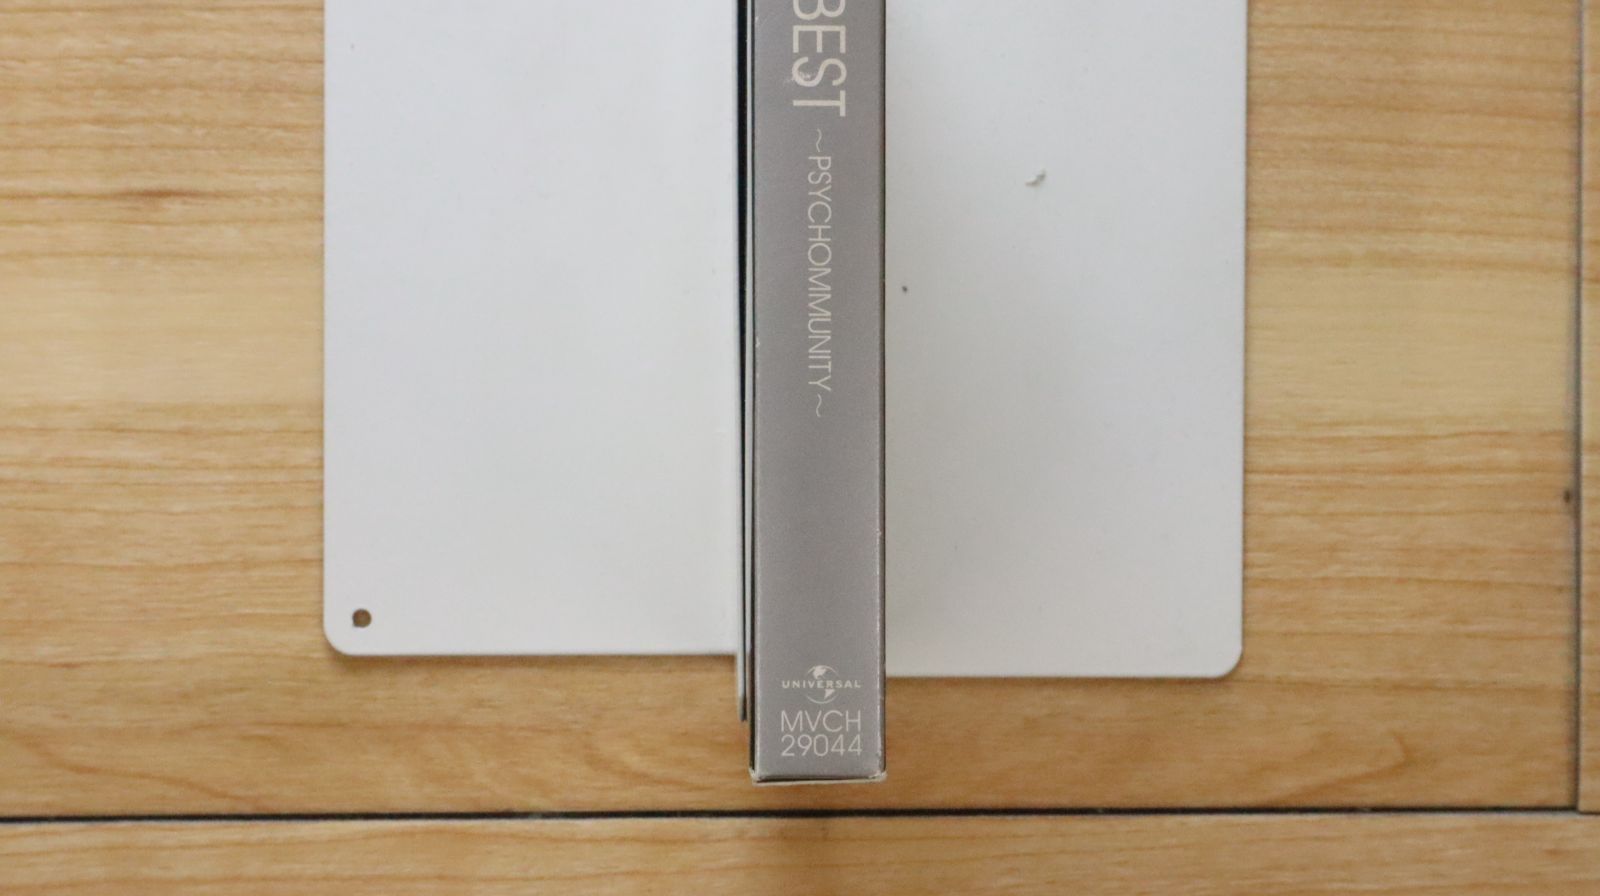 BEST ～PSYCHOMMUNITY～
UNIVERSAL
MVCH
29044